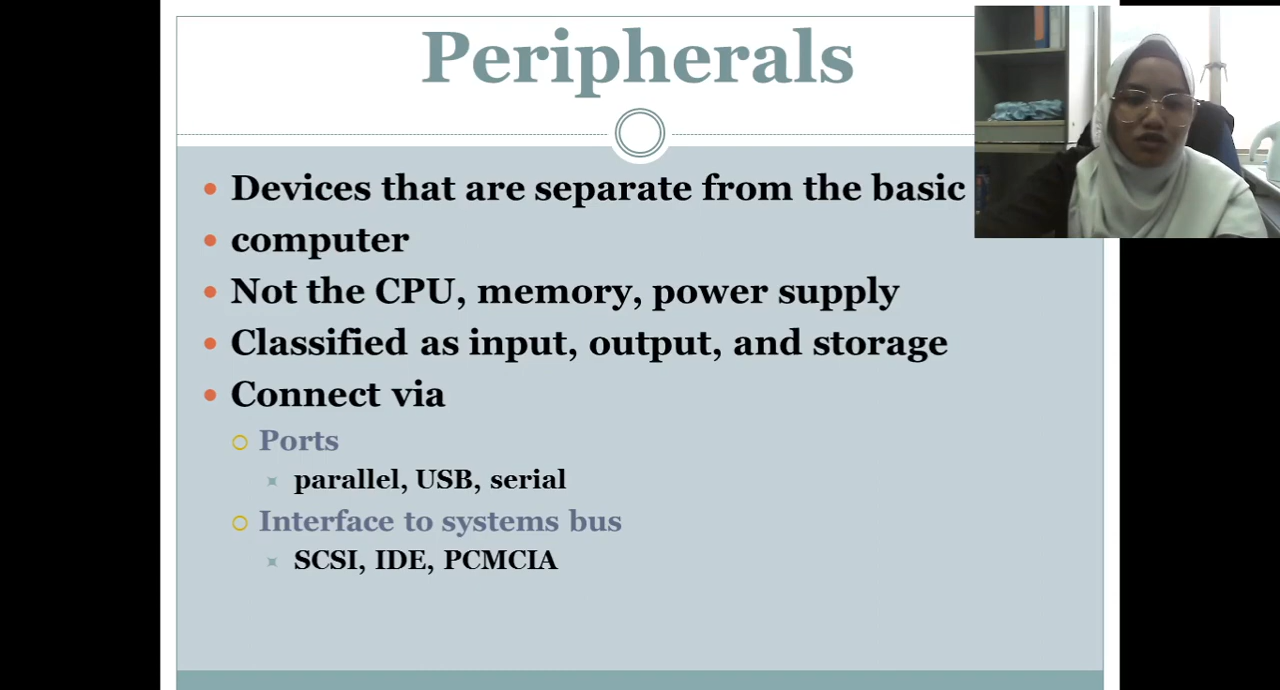 Peripherals
Devices that are separate from the basic
computer
Not the CPU, memory, power supply
Classified as input, output, and storage
Connect via
Ports
parallel, USB, serial
Interface to systems bus
SCSI, IDE, PCMCIA